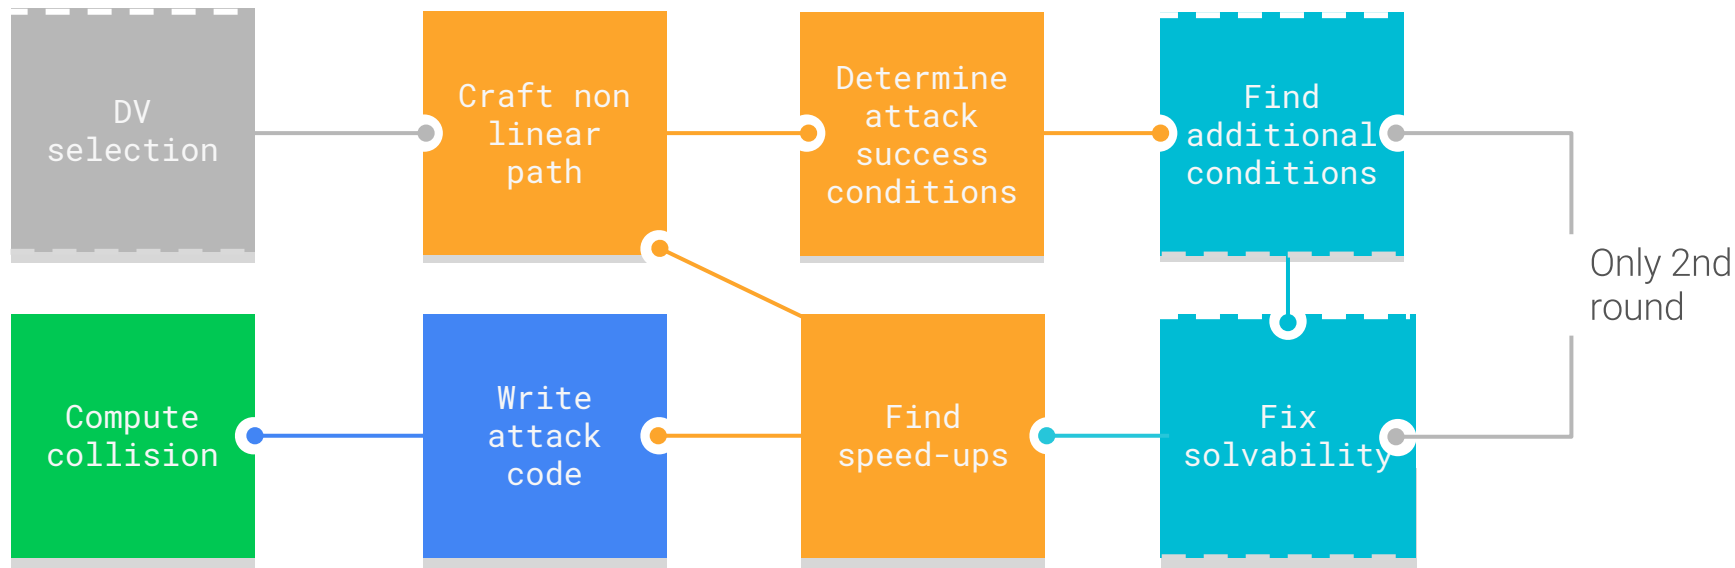 DV
selection
Craft non
linear
path
Determine
attack
success
conditions
Find
additional
conditions
Only 2nd
round
Compute
collision
Write
attack
code
Find
speed-ups
Fix
solvability